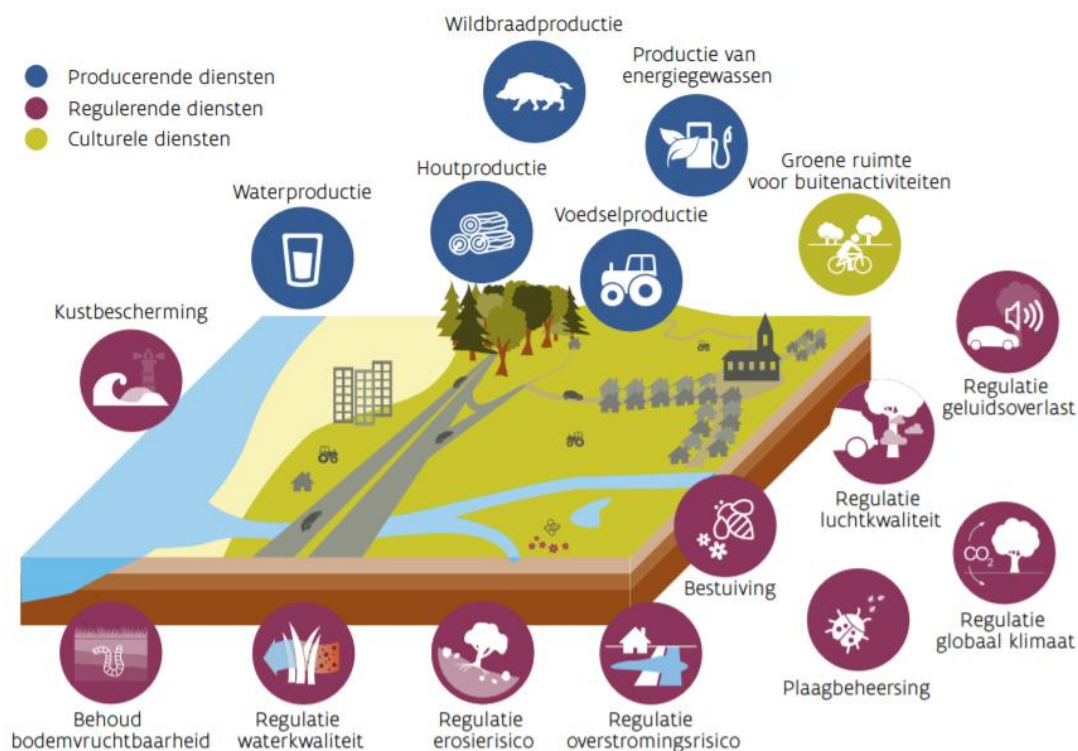 Wildbraadproductie
Productie van
energiegewassen
Producerende diensten
Regulerende diensten
Culturele diensten
Houtproductie
Groene ruimte
voor buitenactiviteiten
Waterproductie
Voedselproductie
Kustbescherming
Regulatie
geluidsoverlast
Regulatie
luchtkwaliteit
CO2
Bestuiving
Regulatie
globaal klimaat
Plaagbeheersing
Behoud
bodemvruchtbaarheid
Regulatie
waterkwaliteit
Regulatie
erosierisico
Regulatie
overstromingsrisico